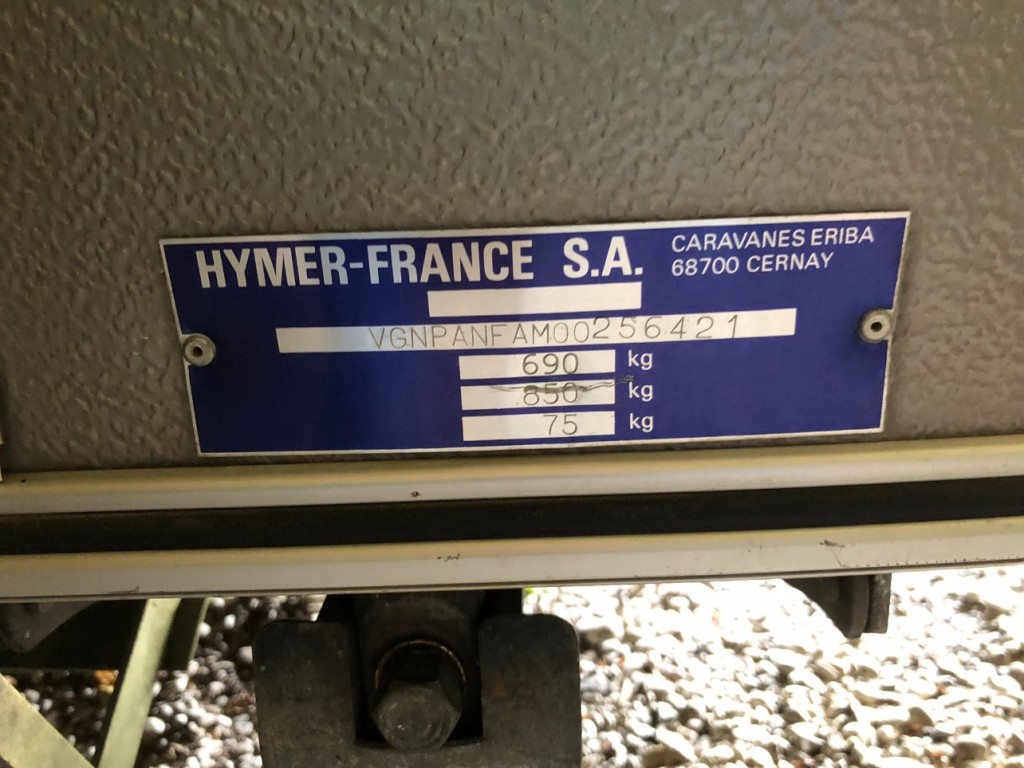 HYMER-FRANCE S.A.
CARAVANES ERIBA
68700 CERNAY
VGNPANFAM00256421
690 kg
850 kg
75 kg